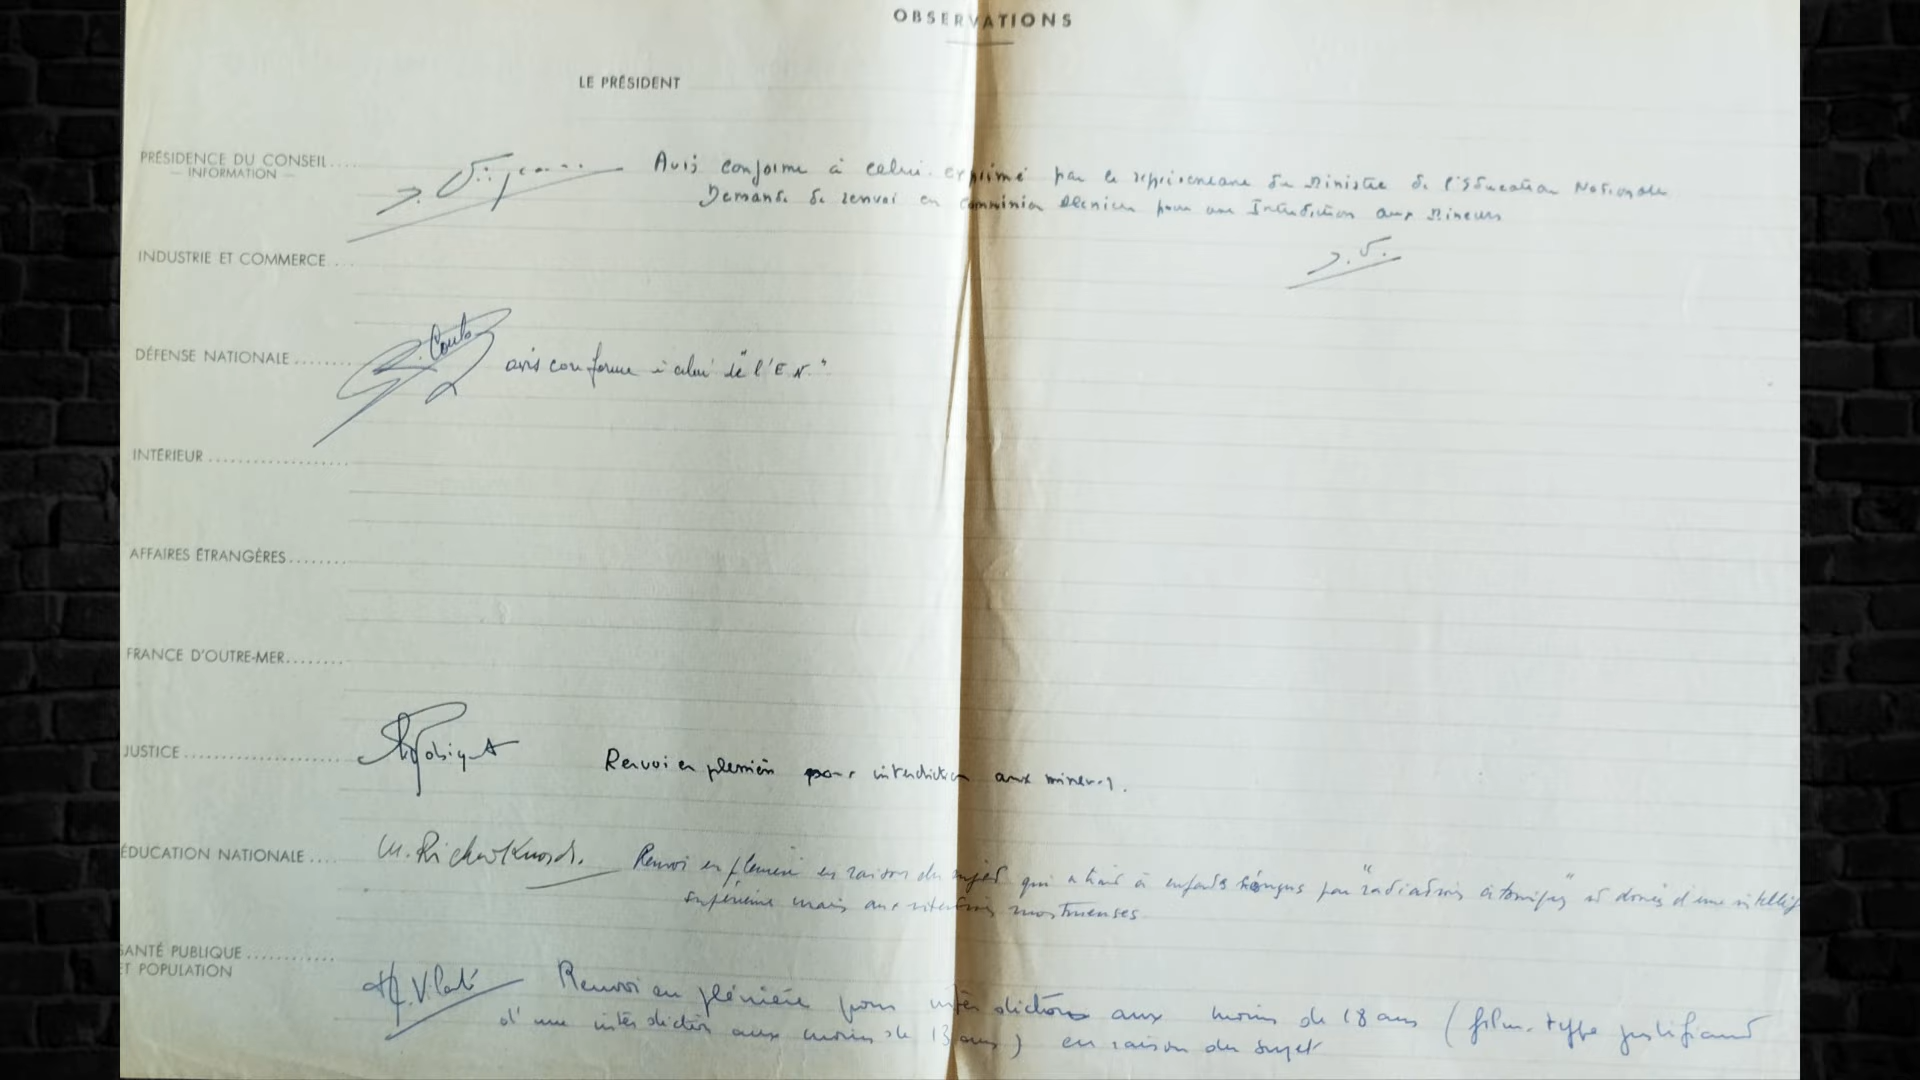 OBSERVATIONS
LE PRÉSIDENT
PRÉSIDENCE DU CONSEIL....
— INFORMATION —
Avis conforme à celui exprimé par le représentant du Ministre de l'Éducation Nationale
Demande de renvoi en commission plénière pour une Interdiction aux Mineurs
J. V.
INDUSTRIE ET COMMERCE ...
DÉFENSE NATIONALE........
avis conforme à celui de "l'E.N."
INTÉRIEUR ....................
AFFAIRES ÉTRANGÈRES........
FRANCE D'OUTRE-MER........
JUSTICE ......................
Renvoi en plénière pour interdiction aux mineurs.
ÉDUCATION NATIONALE ....
Renvoi en plénière en raison du sujet qui a trait à enfants conçus par "radiations atomiques" et doués d'une intellig
supérieure mais aux intentions monstrueuses
SANTÉ PUBLIQUE ............
ET POPULATION
Renvoi en plénière pour interdiction aux moins de 18 ans (film-type justifiant
d'une interdiction aux moins de 13 ans) en raison du sujet